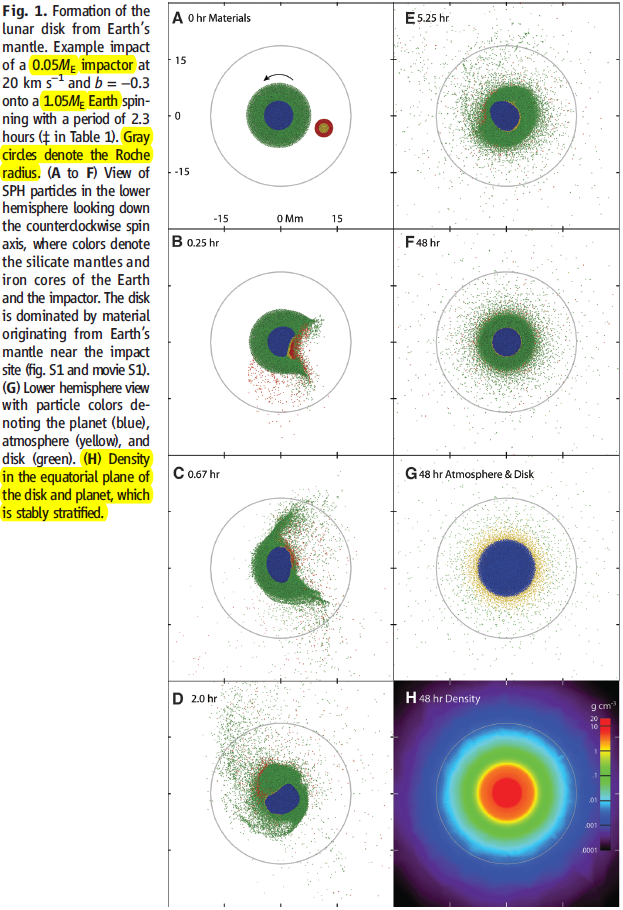 Fig. 1. Formation of the
lunar disk from Earth's
mantle. Example impact
of a 0.05M_E impactor at
20 km s⁻¹ and b = −0.3
onto a 1.05M_E Earth spin-
ning with a period of 2.3
hours (‡ in Table 1). Gray
circles denote the Roche
radius. (A to F) View of
SPH particles in the lower
hemisphere looking down
the counterclockwise spin
axis, where colors denote
the silicate mantles and
iron cores of the Earth
and the impactor. The disk
is dominated by material
originating from Earth's
mantle near the impact
site (fig. S1 and movie S1).
(G) Lower hemisphere view
with particle colors de-
noting the planet (blue),
atmosphere (yellow), and
disk (green). (H) Density
in the equatorial plane of
the disk and planet, which
is stably stratified.
A 0 hr Materials
15
0
-15
-15 0 Mm 15
B 0.25 hr
C 0.67 hr
D 2.0 hr
E 5.25 hr
F 48 hr
G 48 hr Atmosphere & Disk
H 48 hr Density
g cm⁻³
20
10
1
.1
.01
.001
.0001